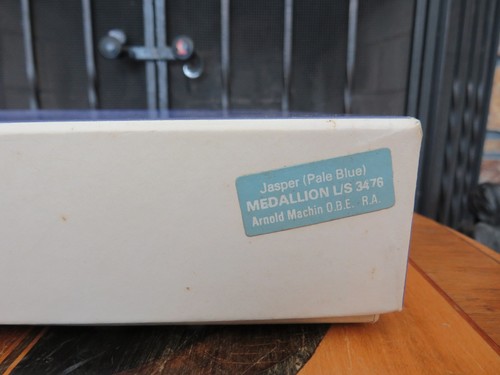 Jasper (Pale Blue)
MEDALLION L/S 3476
Arnold Machin O.B.E. R.A.